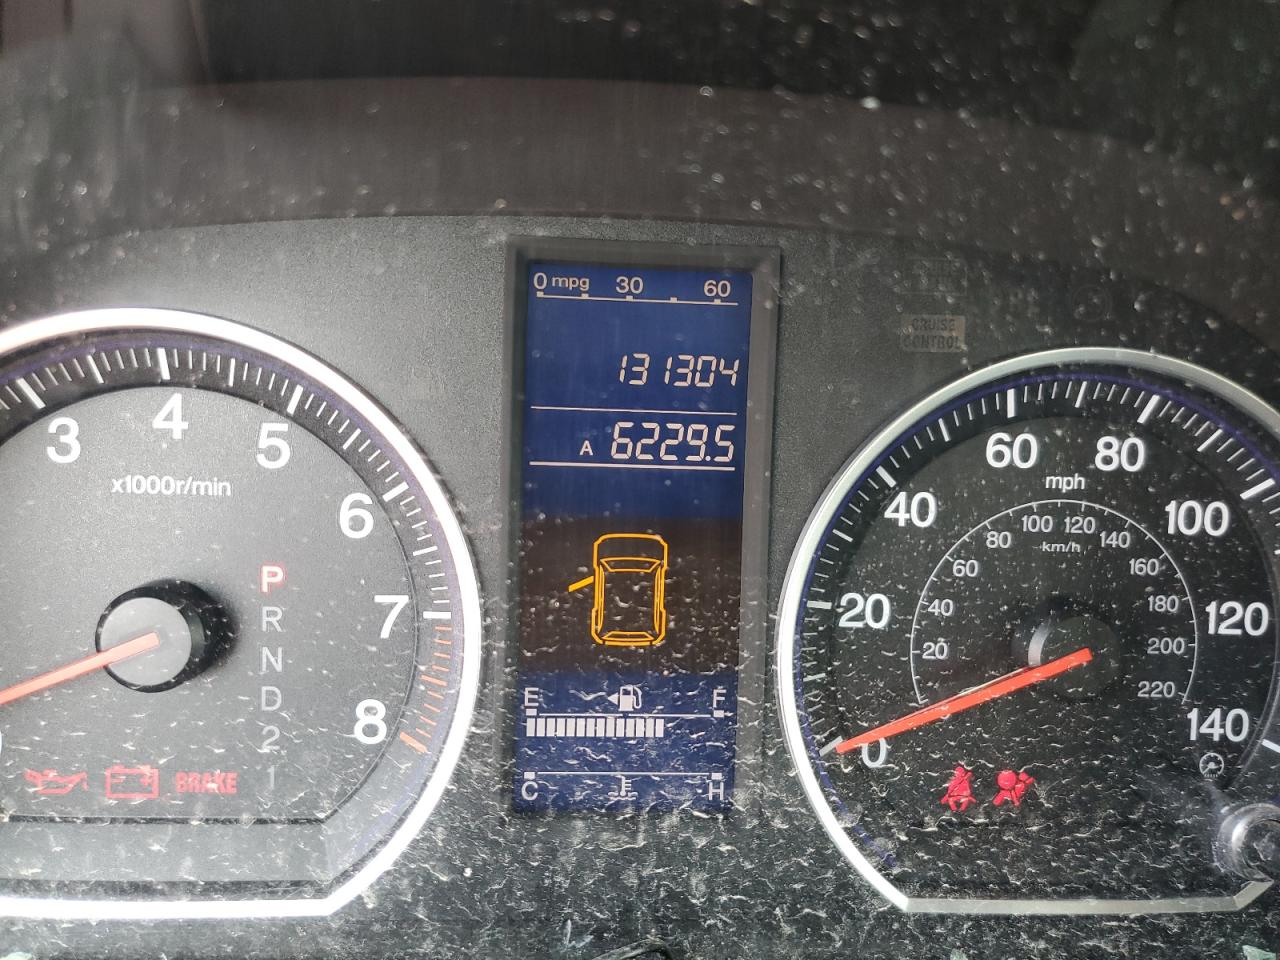 0 mpg 30 60
131304
A 6229.5
E F
C H
3 4 5 6 7 8
x1000r/min
P
R
N
D
2
1
BRAKE
CRUISE
CONTROL
0 20 40 60 80 100 120 140
mph
20 40 60 80 100 120 140 160 180 200 220
km/h